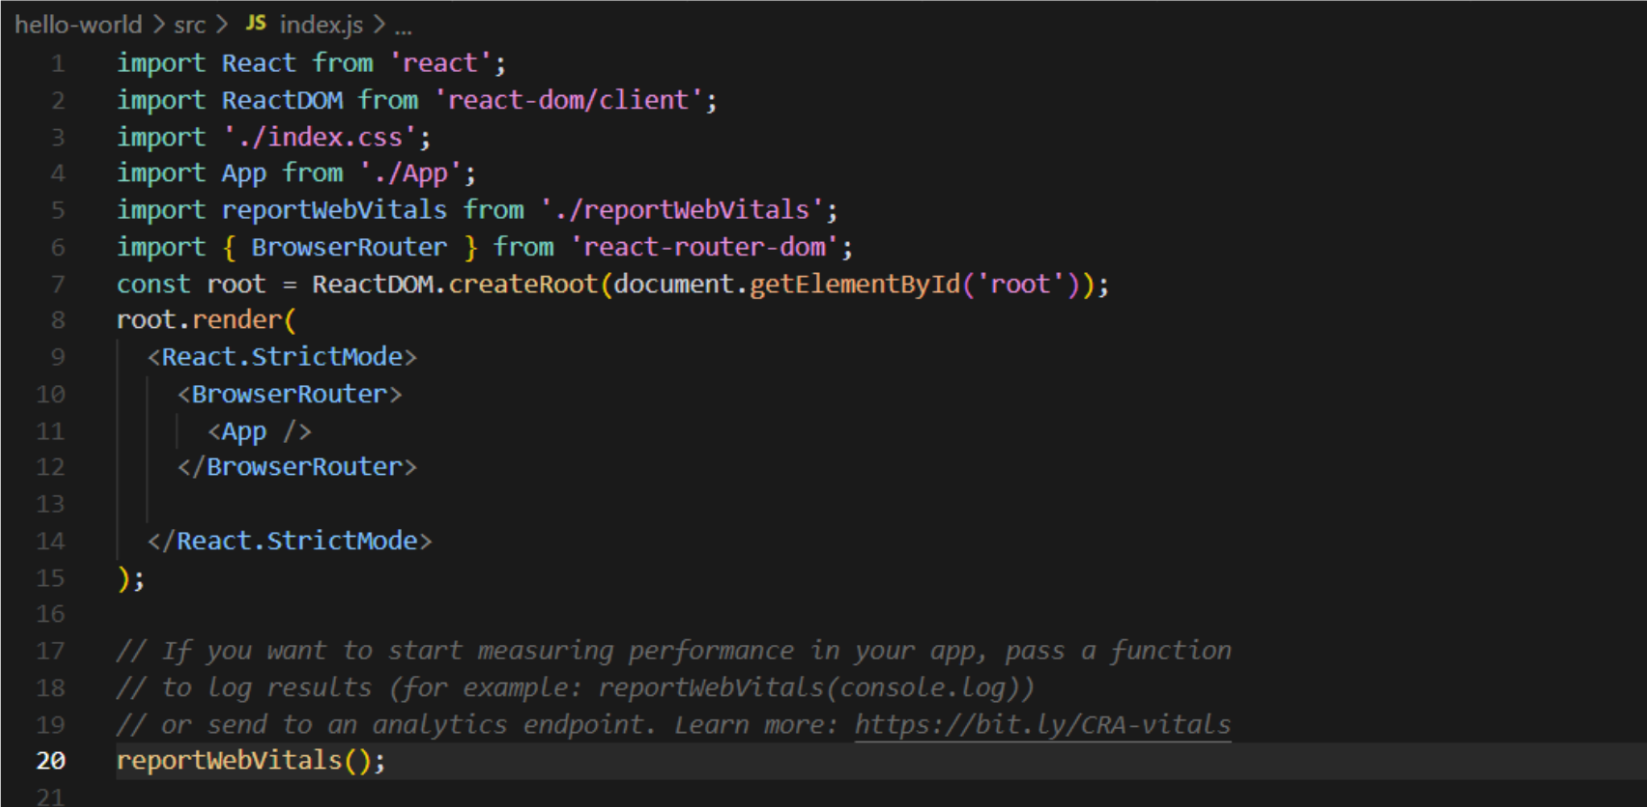 hello-world > src > JS index.js > ...
1 import React from 'react';
2 import ReactDOM from 'react-dom/client';
3 import './index.css';
4 import App from './App';
5 import reportWebVitals from './reportWebVitals';
6 import { BrowserRouter } from 'react-router-dom';
7 const root = ReactDOM.createRoot(document.getElementById('root'));
8 root.render(
9   <React.StrictMode>
10     <BrowserRouter>
11       <App />
12     </BrowserRouter>
13
14   </React.StrictMode>
15 );
16
17 // If you want to start measuring performance in your app, pass a function
18 // to log results (for example: reportWebVitals(console.log))
19 // or send to an analytics endpoint. Learn more: https://bit.ly/CRA-vitals
20 reportWebVitals();
21